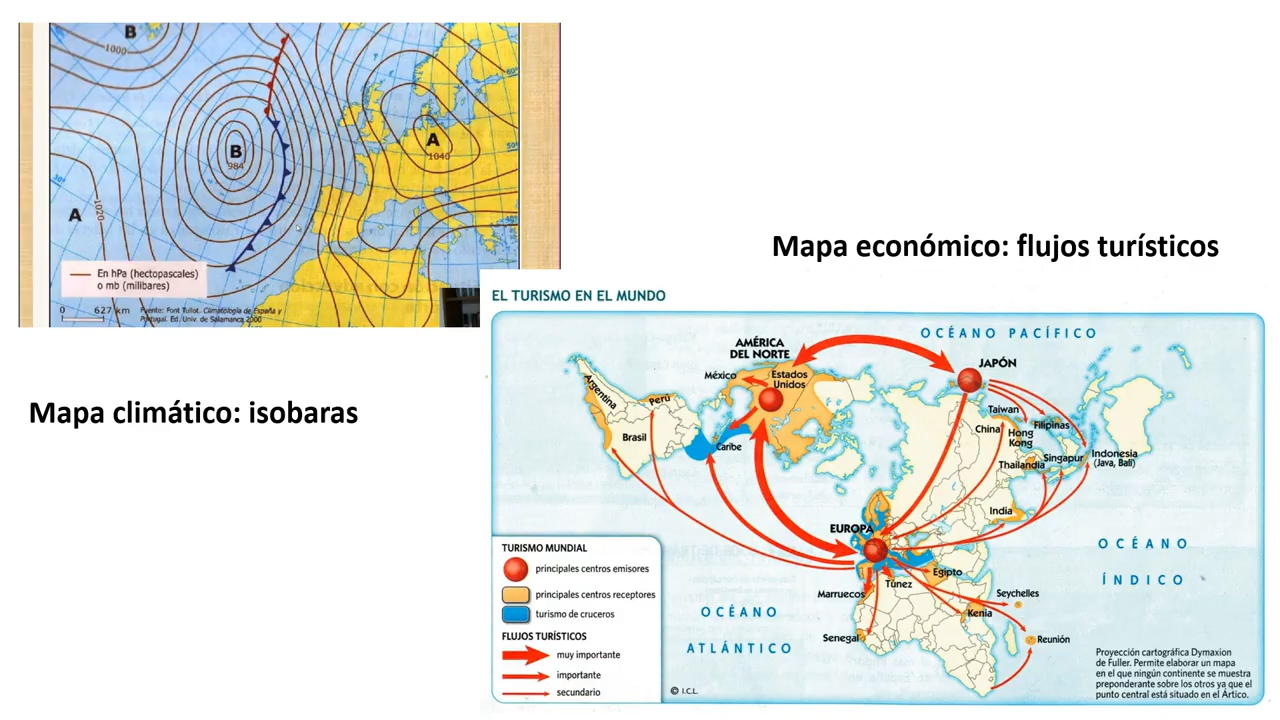 B
1000
B
984
A
1040
A
1020
30º
60º
50º
40º
En hPa (hectopascales)
o mb (milibares)
0 627 km
Fuente: Font Tullot. Climatología de España y
Portugal. Ed. Univ. de Salamanca, 2000
Mapa climático: isobaras
Mapa económico: flujos turísticos
EL TURISMO EN EL MUNDO
OCÉANO PACÍFICO
AMÉRICA
DEL NORTE
JAPÓN
México
Estados
Unidos
Argentina
Perú
Brasil
Caribe
Taiwan
China
Hong
Kong
Filipinas
Thailandia
Singapur
Indonesia
(Java, Bali)
India
EUROPA
Túnez
Egipto
Marruecos
Senegal
Kenia
Seychelles
Reunión
OCÉANO
ÍNDICO
OCÉANO
ATLÁNTICO
TURISMO MUNDIAL
principales centros emisores
principales centros receptores
turismo de cruceros
FLUJOS TURÍSTICOS
muy importante
importante
secundario
© I.C.L.
Proyección cartográfica Dymaxion
de Fuller. Permite elaborar un mapa
en el que ningún continente se muestra
preponderante sobre los otros ya que el
punto central está situado en el Ártico.